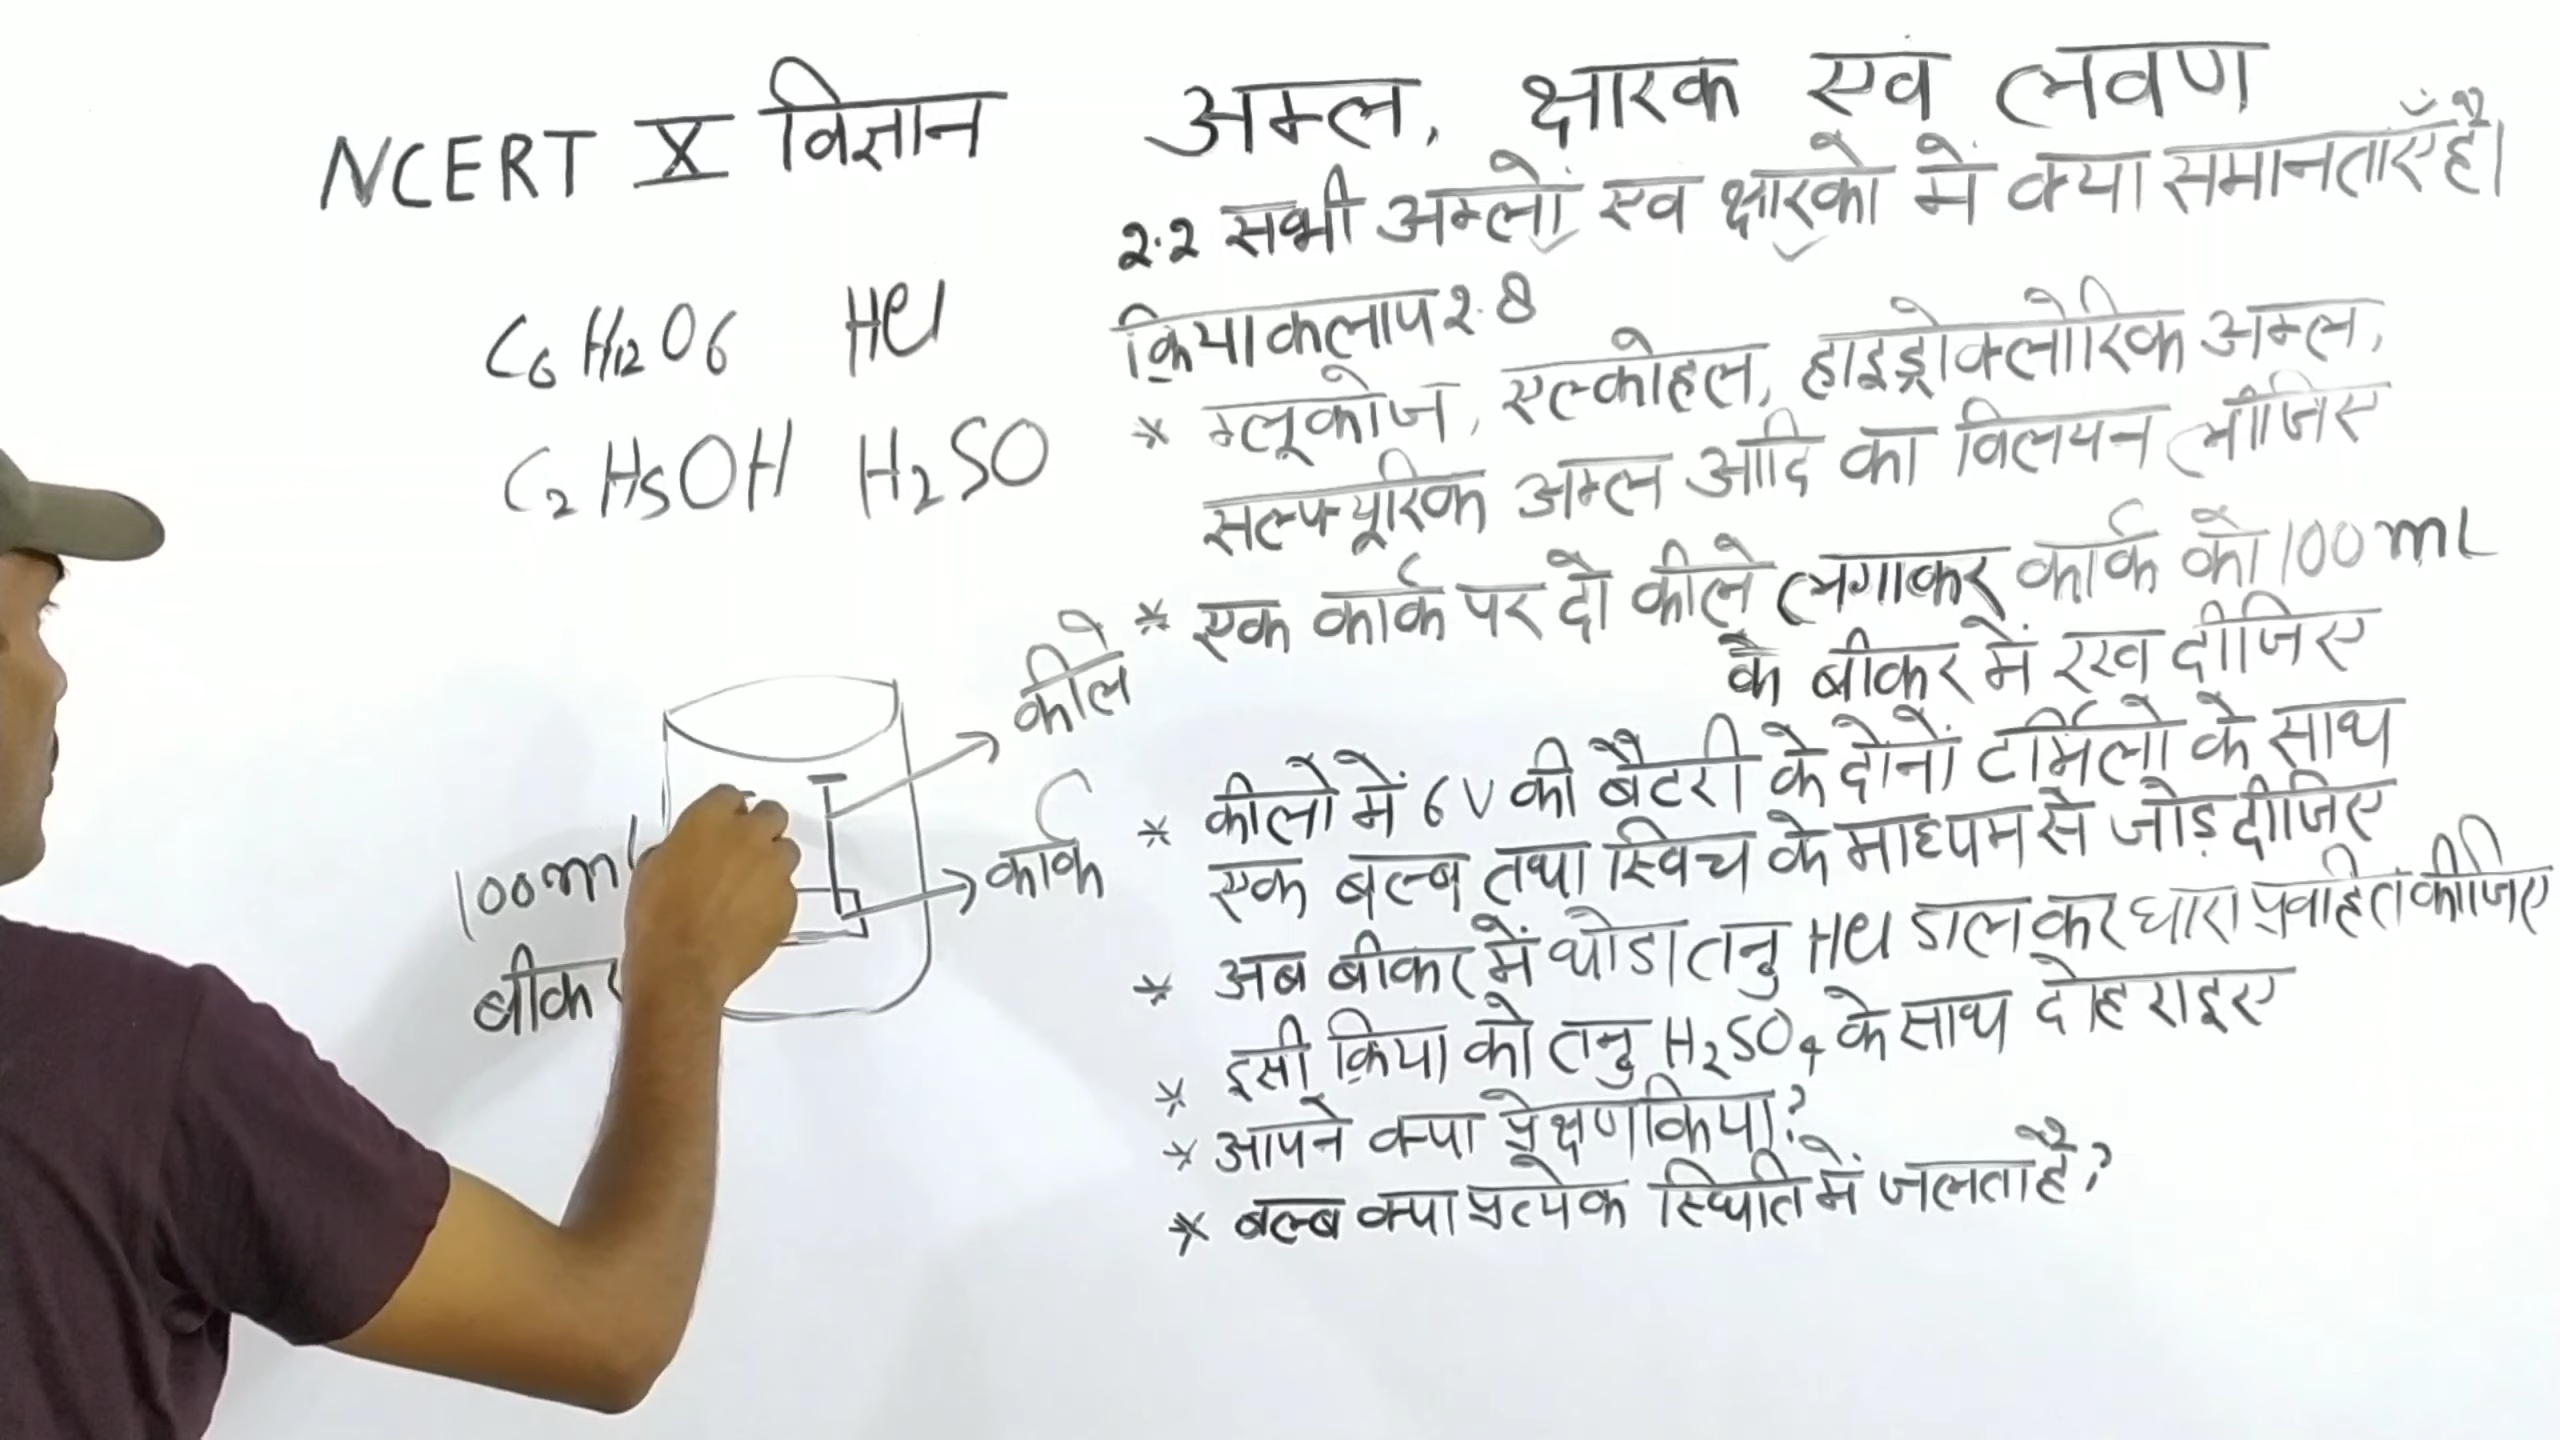 NCERT X विज्ञान
अम्ल, क्षारक एव लवण
2.2 सभी अम्लों एव क्षारको में क्या समानताएँ है।
C6H12O6 HCl
C2H5OH H2SO
क्रियाकलाप 2.8
* ग्लूकोज, एल्कोहल, हाइड्रोक्लोरिक अम्ल,
सल्फ्यूरिक अम्ल आदि का विलयन लीजिए
* एक कार्क पर दो कीले लगाकर कार्क को 100 mL
के बीकर में रख दीजिए
* कीलो में 6V की बैटरी के दोनों टर्मिलो के साथ
एक बल्ब तथा स्विच के माध्यम से जोड़ दीजिए
* अब बीकर में थोडा तनु HCl डालकर धारा प्रवाहित कीजिए
* इसी क्रिया को तनु H2SO4 के साथ दोहराइए
* आपने क्या प्रेक्षण किया?
* बल्ब क्या प्रत्येक स्थिति में जलता है?
कीले
कार्क
100ml
बीकर